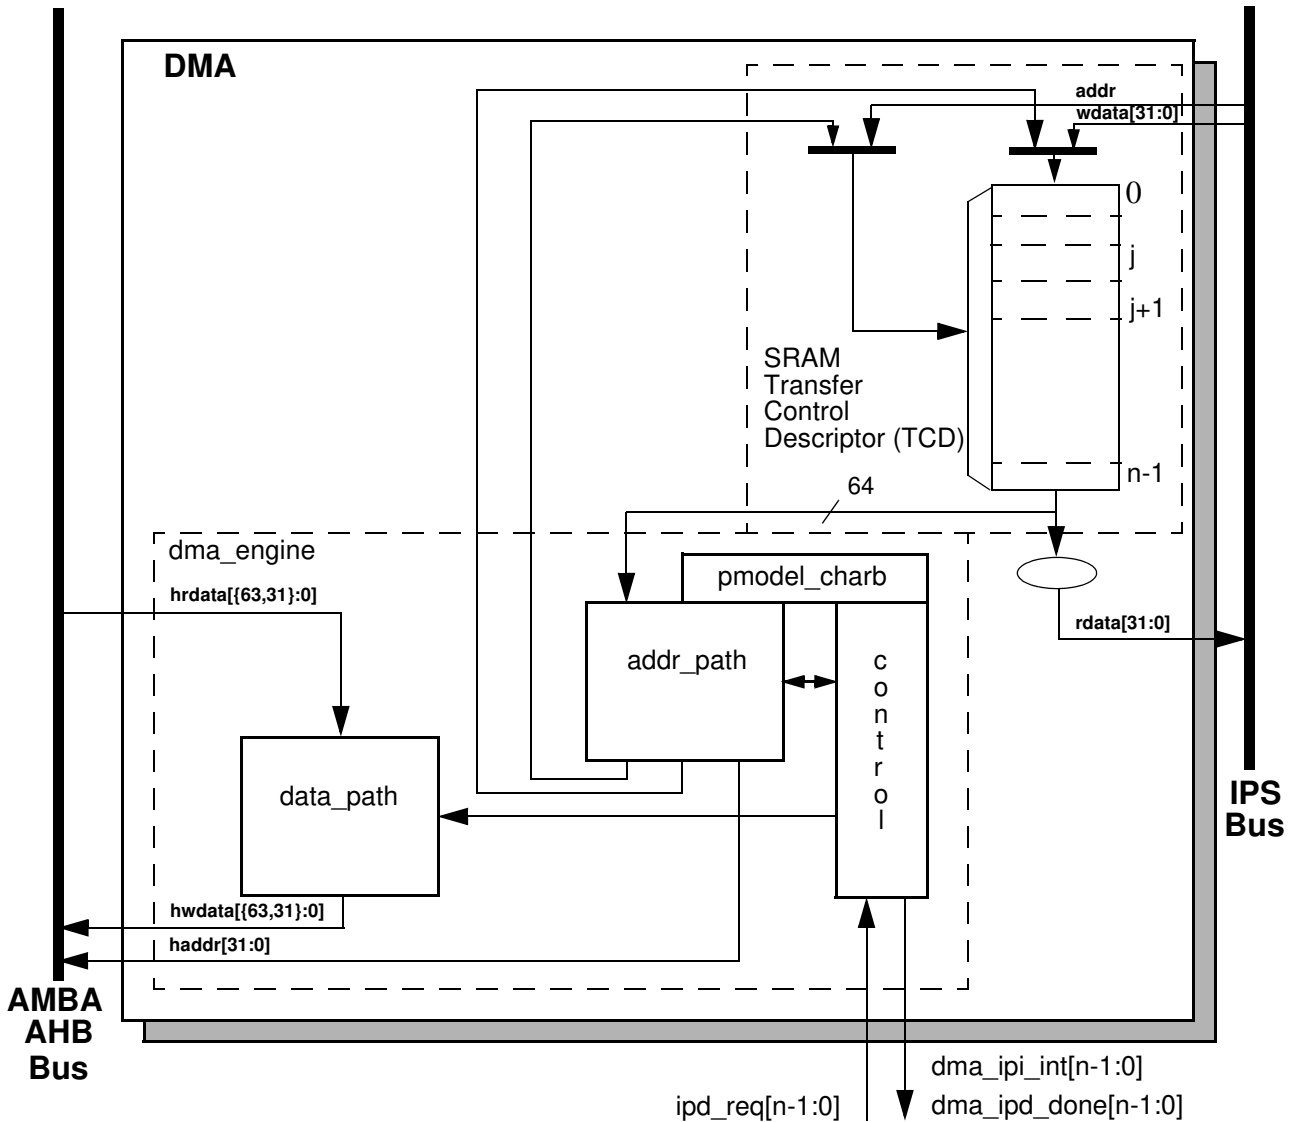 DMA
addr
wdata[31:0]
0
j
j+1
SRAM
Transfer
Control
Descriptor (TCD)
n-1
64
dma_engine
pmodel_charb
hrdata[{63,31}:0]
rdata[31:0]
addr_path
control
data_path
IPS
Bus
hwdata[{63,31}:0]
haddr[31:0]
AMBA
AHB
Bus
dma_ipi_int[n-1:0]
ipd_req[n-1:0]
dma_ipd_done[n-1:0]